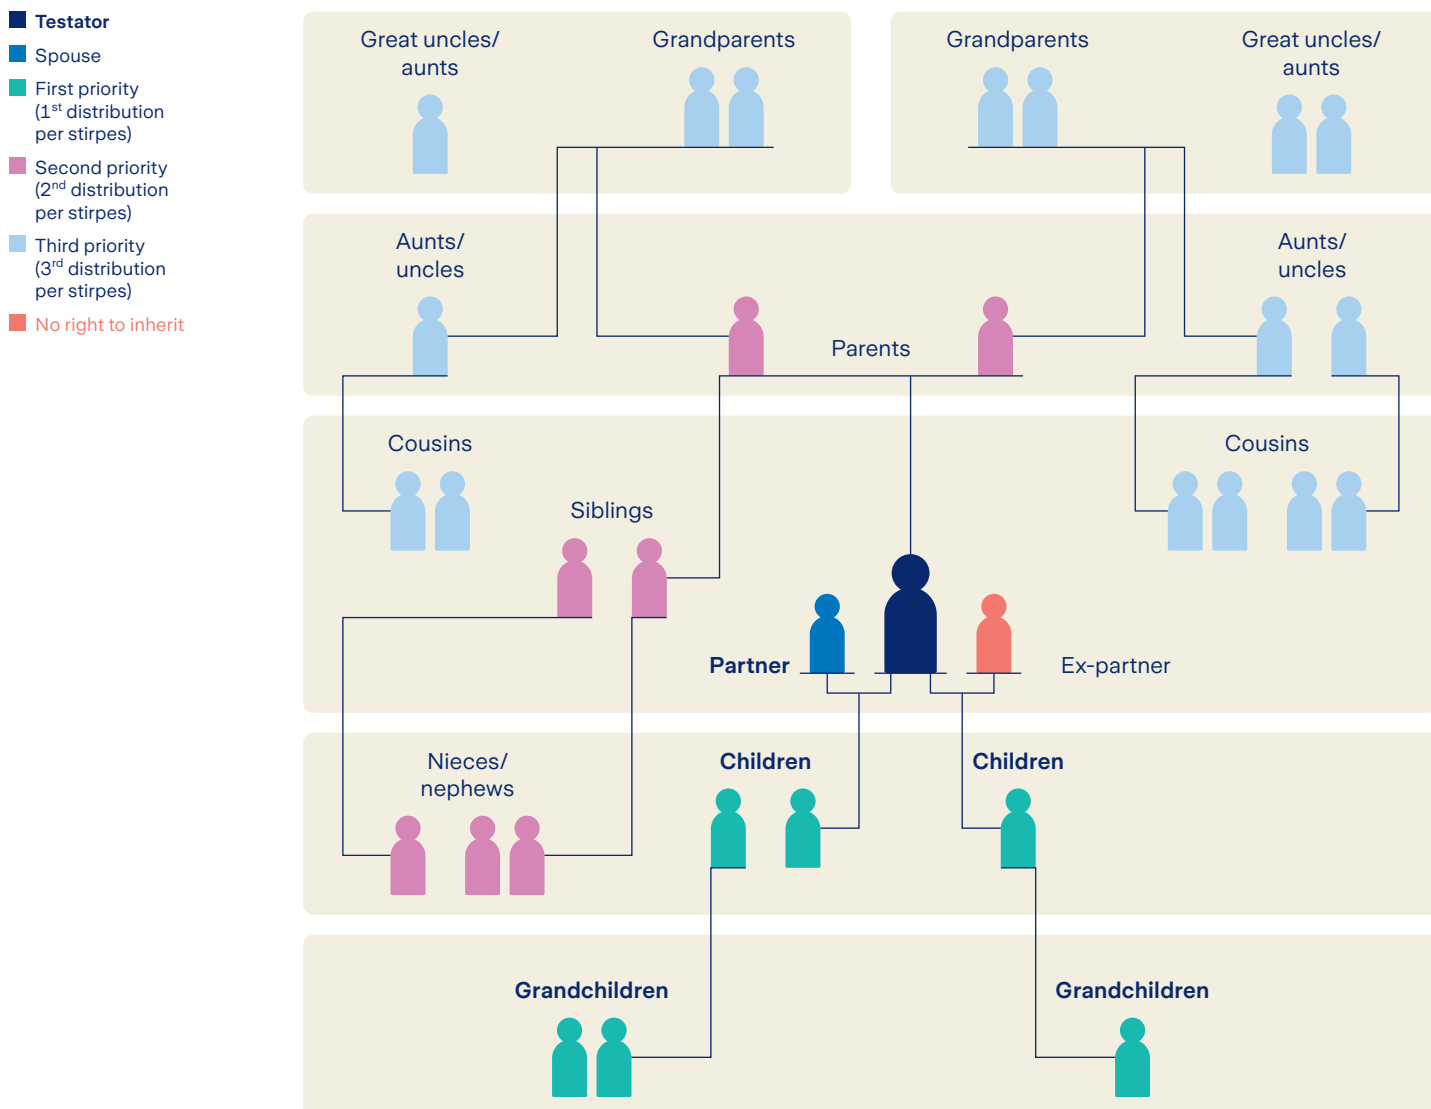 Testator
Spouse
First priority
(1st distribution
per stirpes)
Second priority
(2nd distribution
per stirpes)
Third priority
(3rd distribution
per stirpes)
No right to inherit
Great uncles/
aunts
Grandparents
Grandparents
Great uncles/
aunts
Aunts/
uncles
Parents
Aunts/
uncles
Cousins
Siblings
Cousins
Partner
Ex-partner
Nieces/
nephews
Children
Children
Grandchildren
Grandchildren